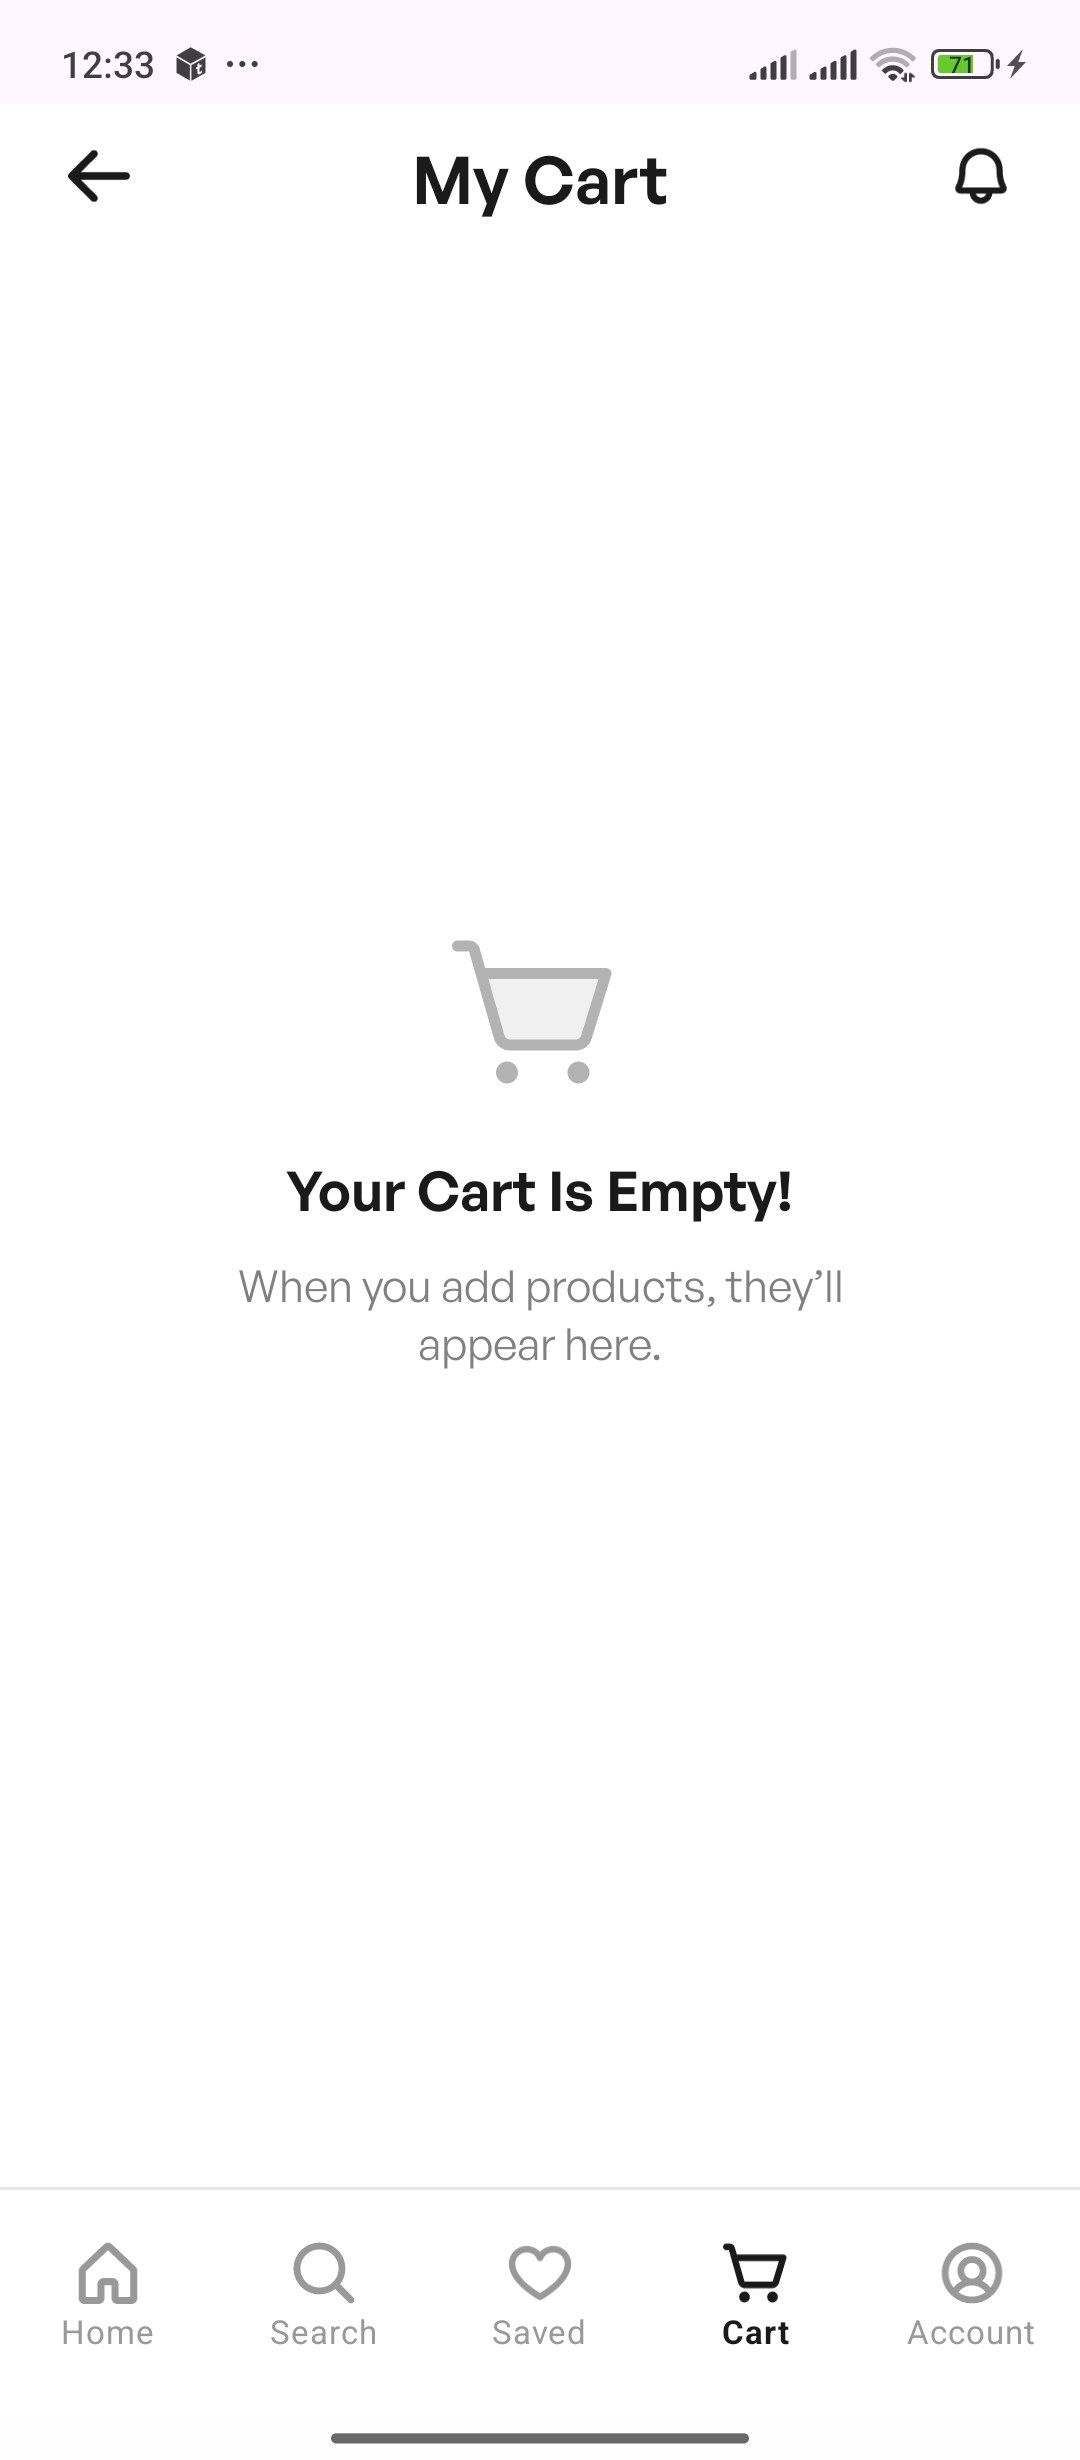 12:33
71
My Cart
Your Cart Is Empty!
When you add products, they’ll
appear here.
Home Search Saved Cart Account